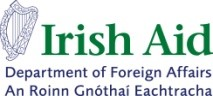 Irish Aid
Department of Foreign Affairs
An Roinn Gnóthaí Eachtracha